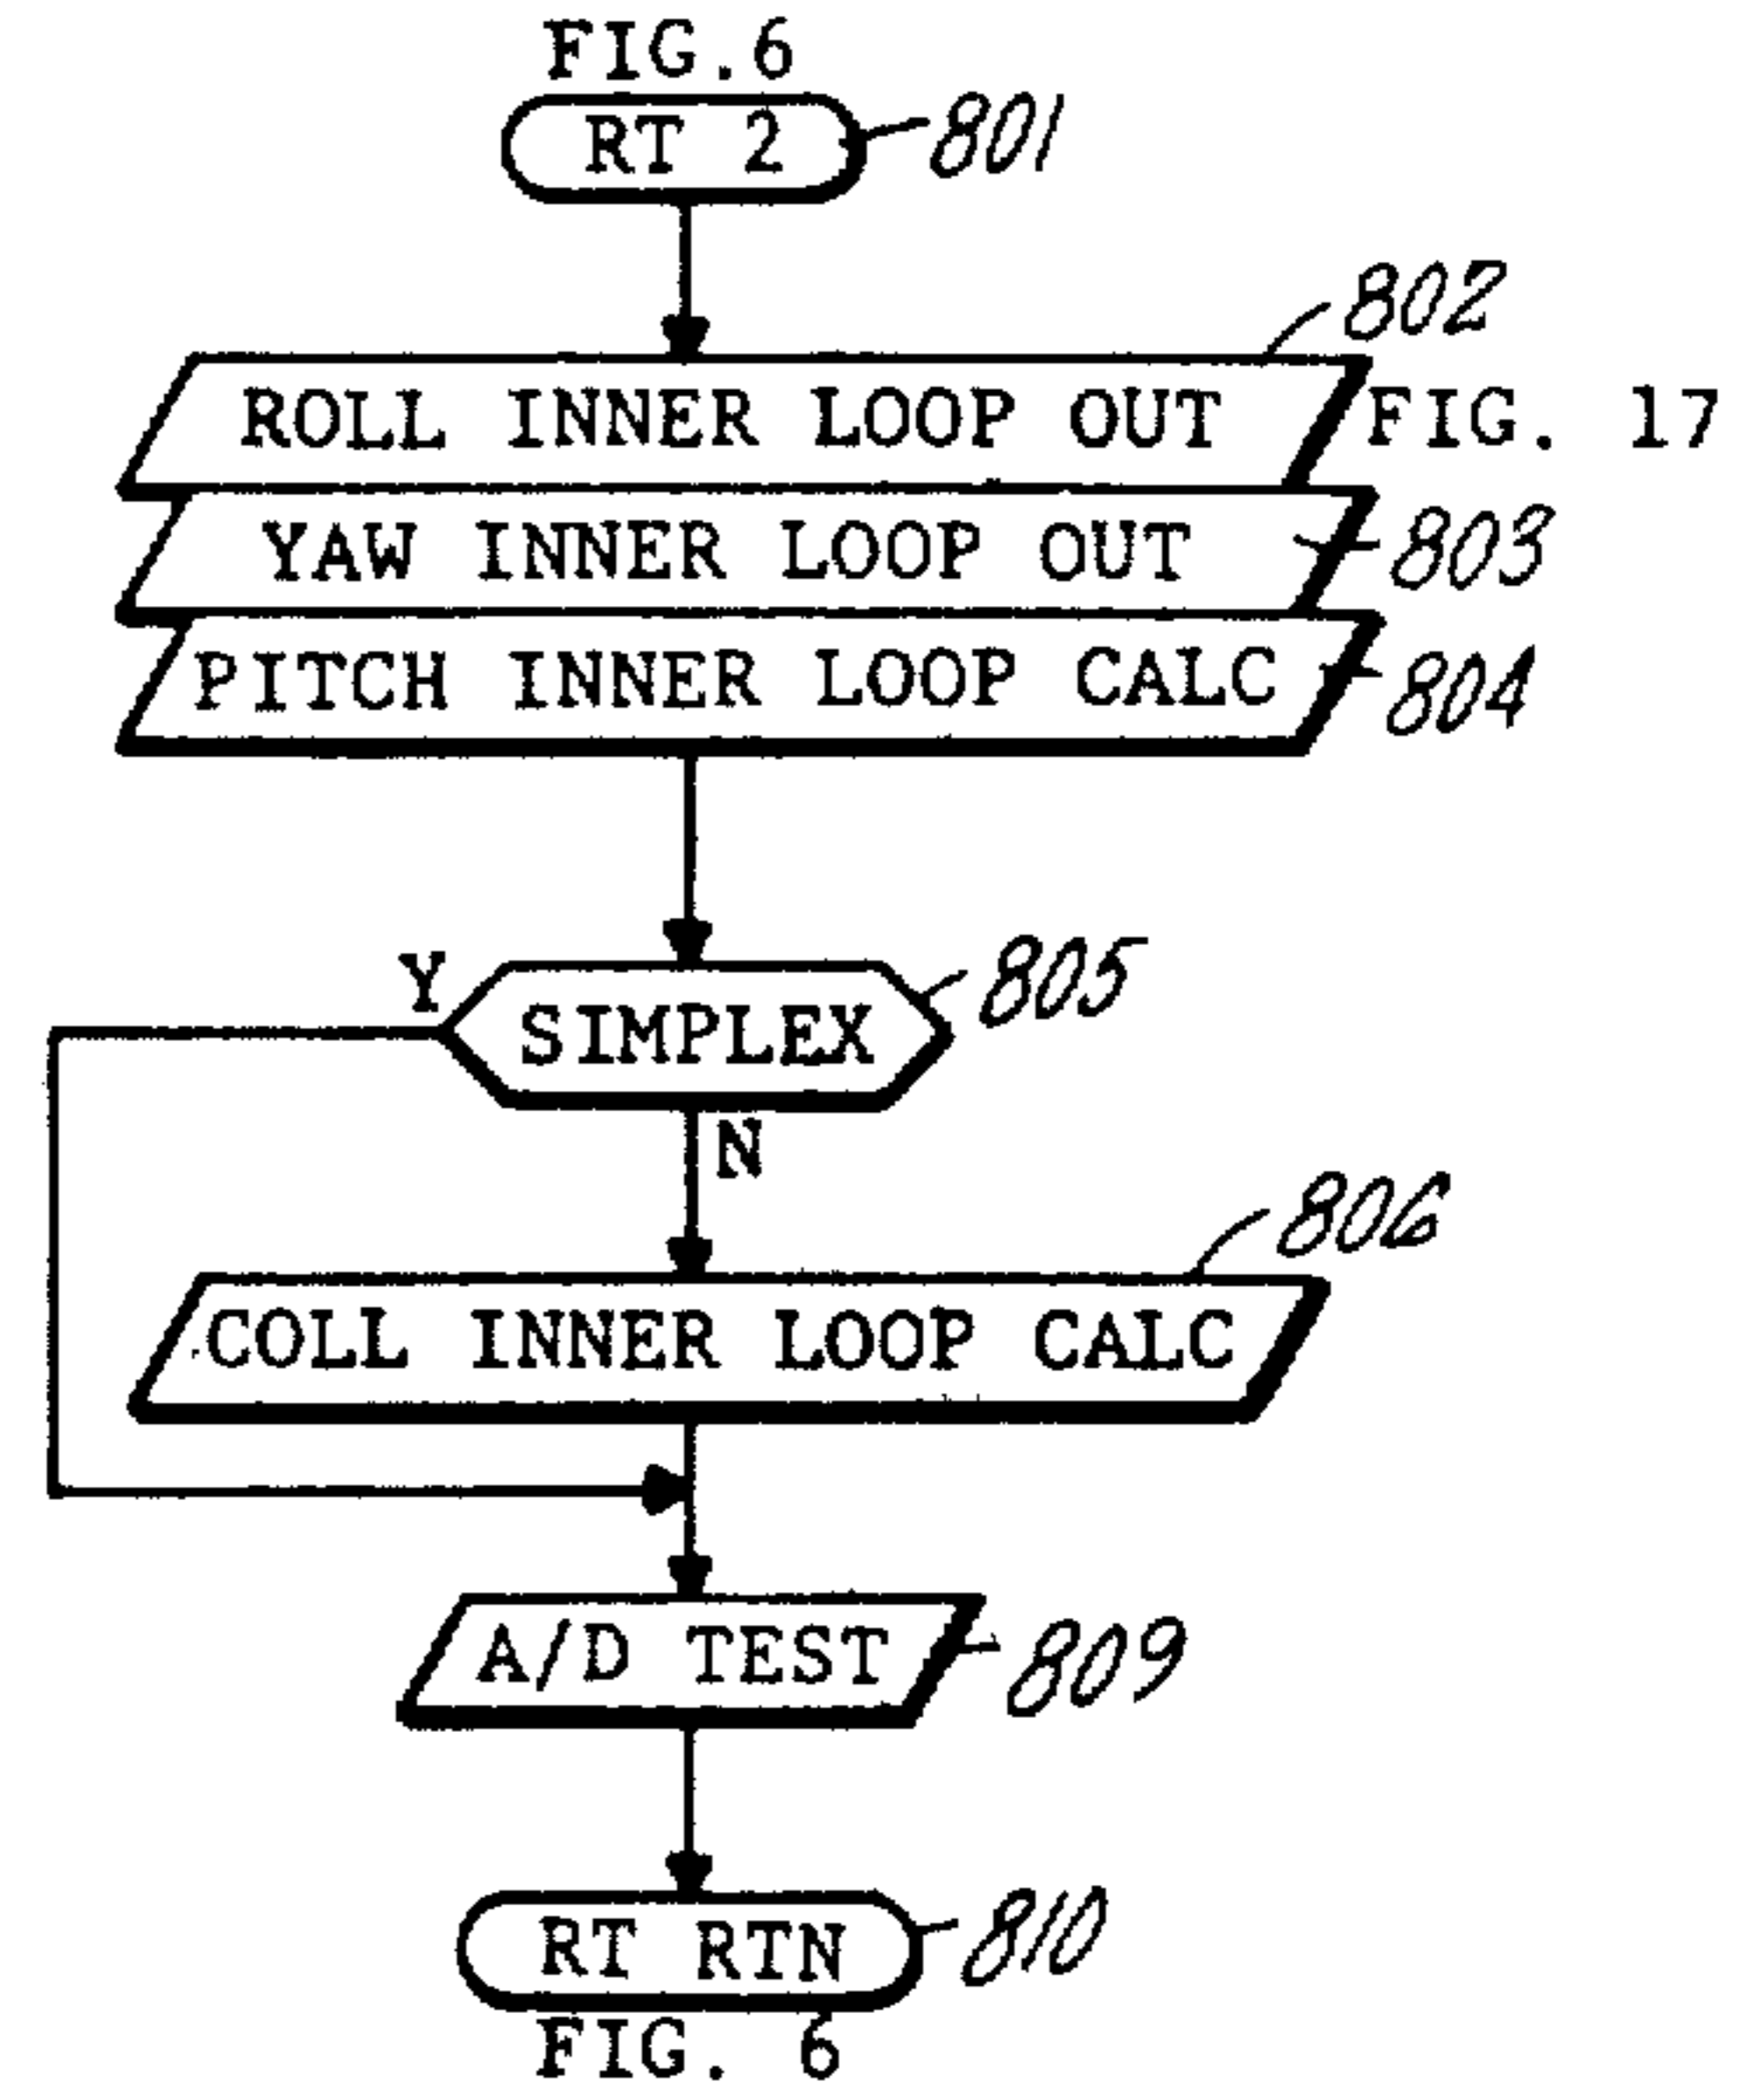 FIG.6
RT 2
801
802
ROLL INNER LOOP OUT
FIG. 17
YAW INNER LOOP OUT
803
PITCH INNER LOOP CALC
804
Y
SIMPLEX
805
N
806
COLL INNER LOOP CALC
A/D TEST
809
RT RTN
810
FIG. 6